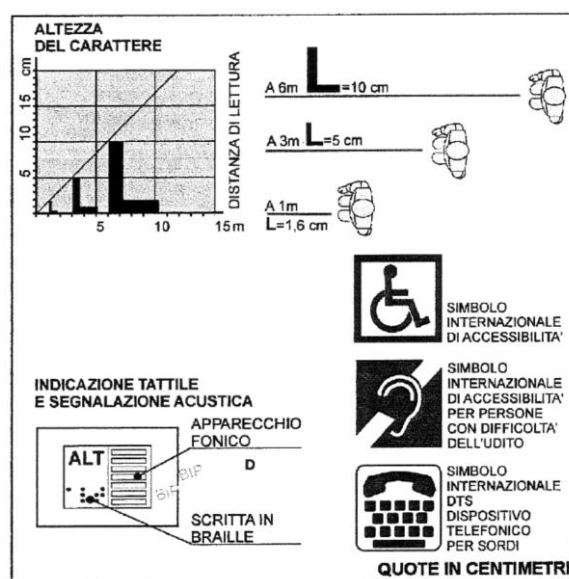 ALTEZZA
DEL CARATTERE
cm
20
15
10
5
5
10
15 m
DISTANZA DI LETTURA
A 6m L=10 cm
A 3m L=5 cm
A 1m
L=1,6 cm
SIMBOLO
INTERNAZIONALE
DI ACCESSIBILITA'
SIMBOLO
INTERNAZIONALE
DI ACCESSIBILITA'
PER PERSONE
CON DIFFICOLTA'
DELL'UDITO
INDICAZIONE TATTILE
E SEGNALAZIONE ACUSTICA
APPARECCHIO
FONICO
ALT
BIP BIP
D
SCRITTA IN
BRAILLE
SIMBOLO
INTERNAZIONALE
DTS
DISPOSITIVO
TELEFONICO
PER SORDI
QUOTE IN CENTIMETRI